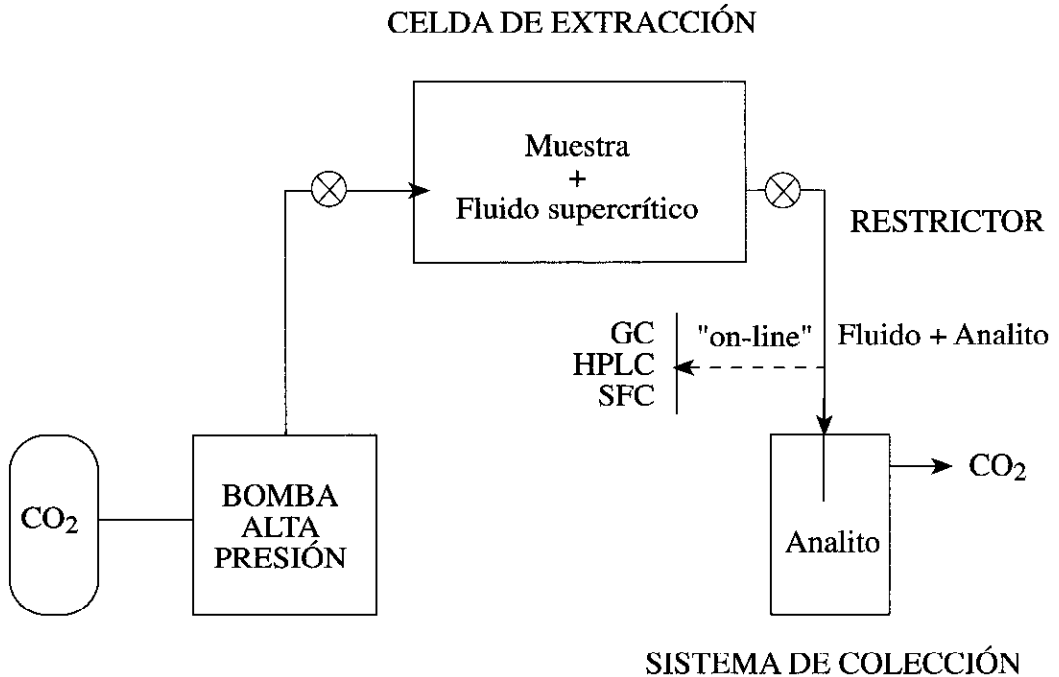 CELDA DE EXTRACCIÓN
Muestra
+
Fluido supercrítico
RESTRICTOR
GC
HPLC
SFC
"on-line"
Fluido + Analito
CO₂
BOMBA
ALTA
PRESIÓN
Analito
CO₂
SISTEMA DE COLECCIÓN